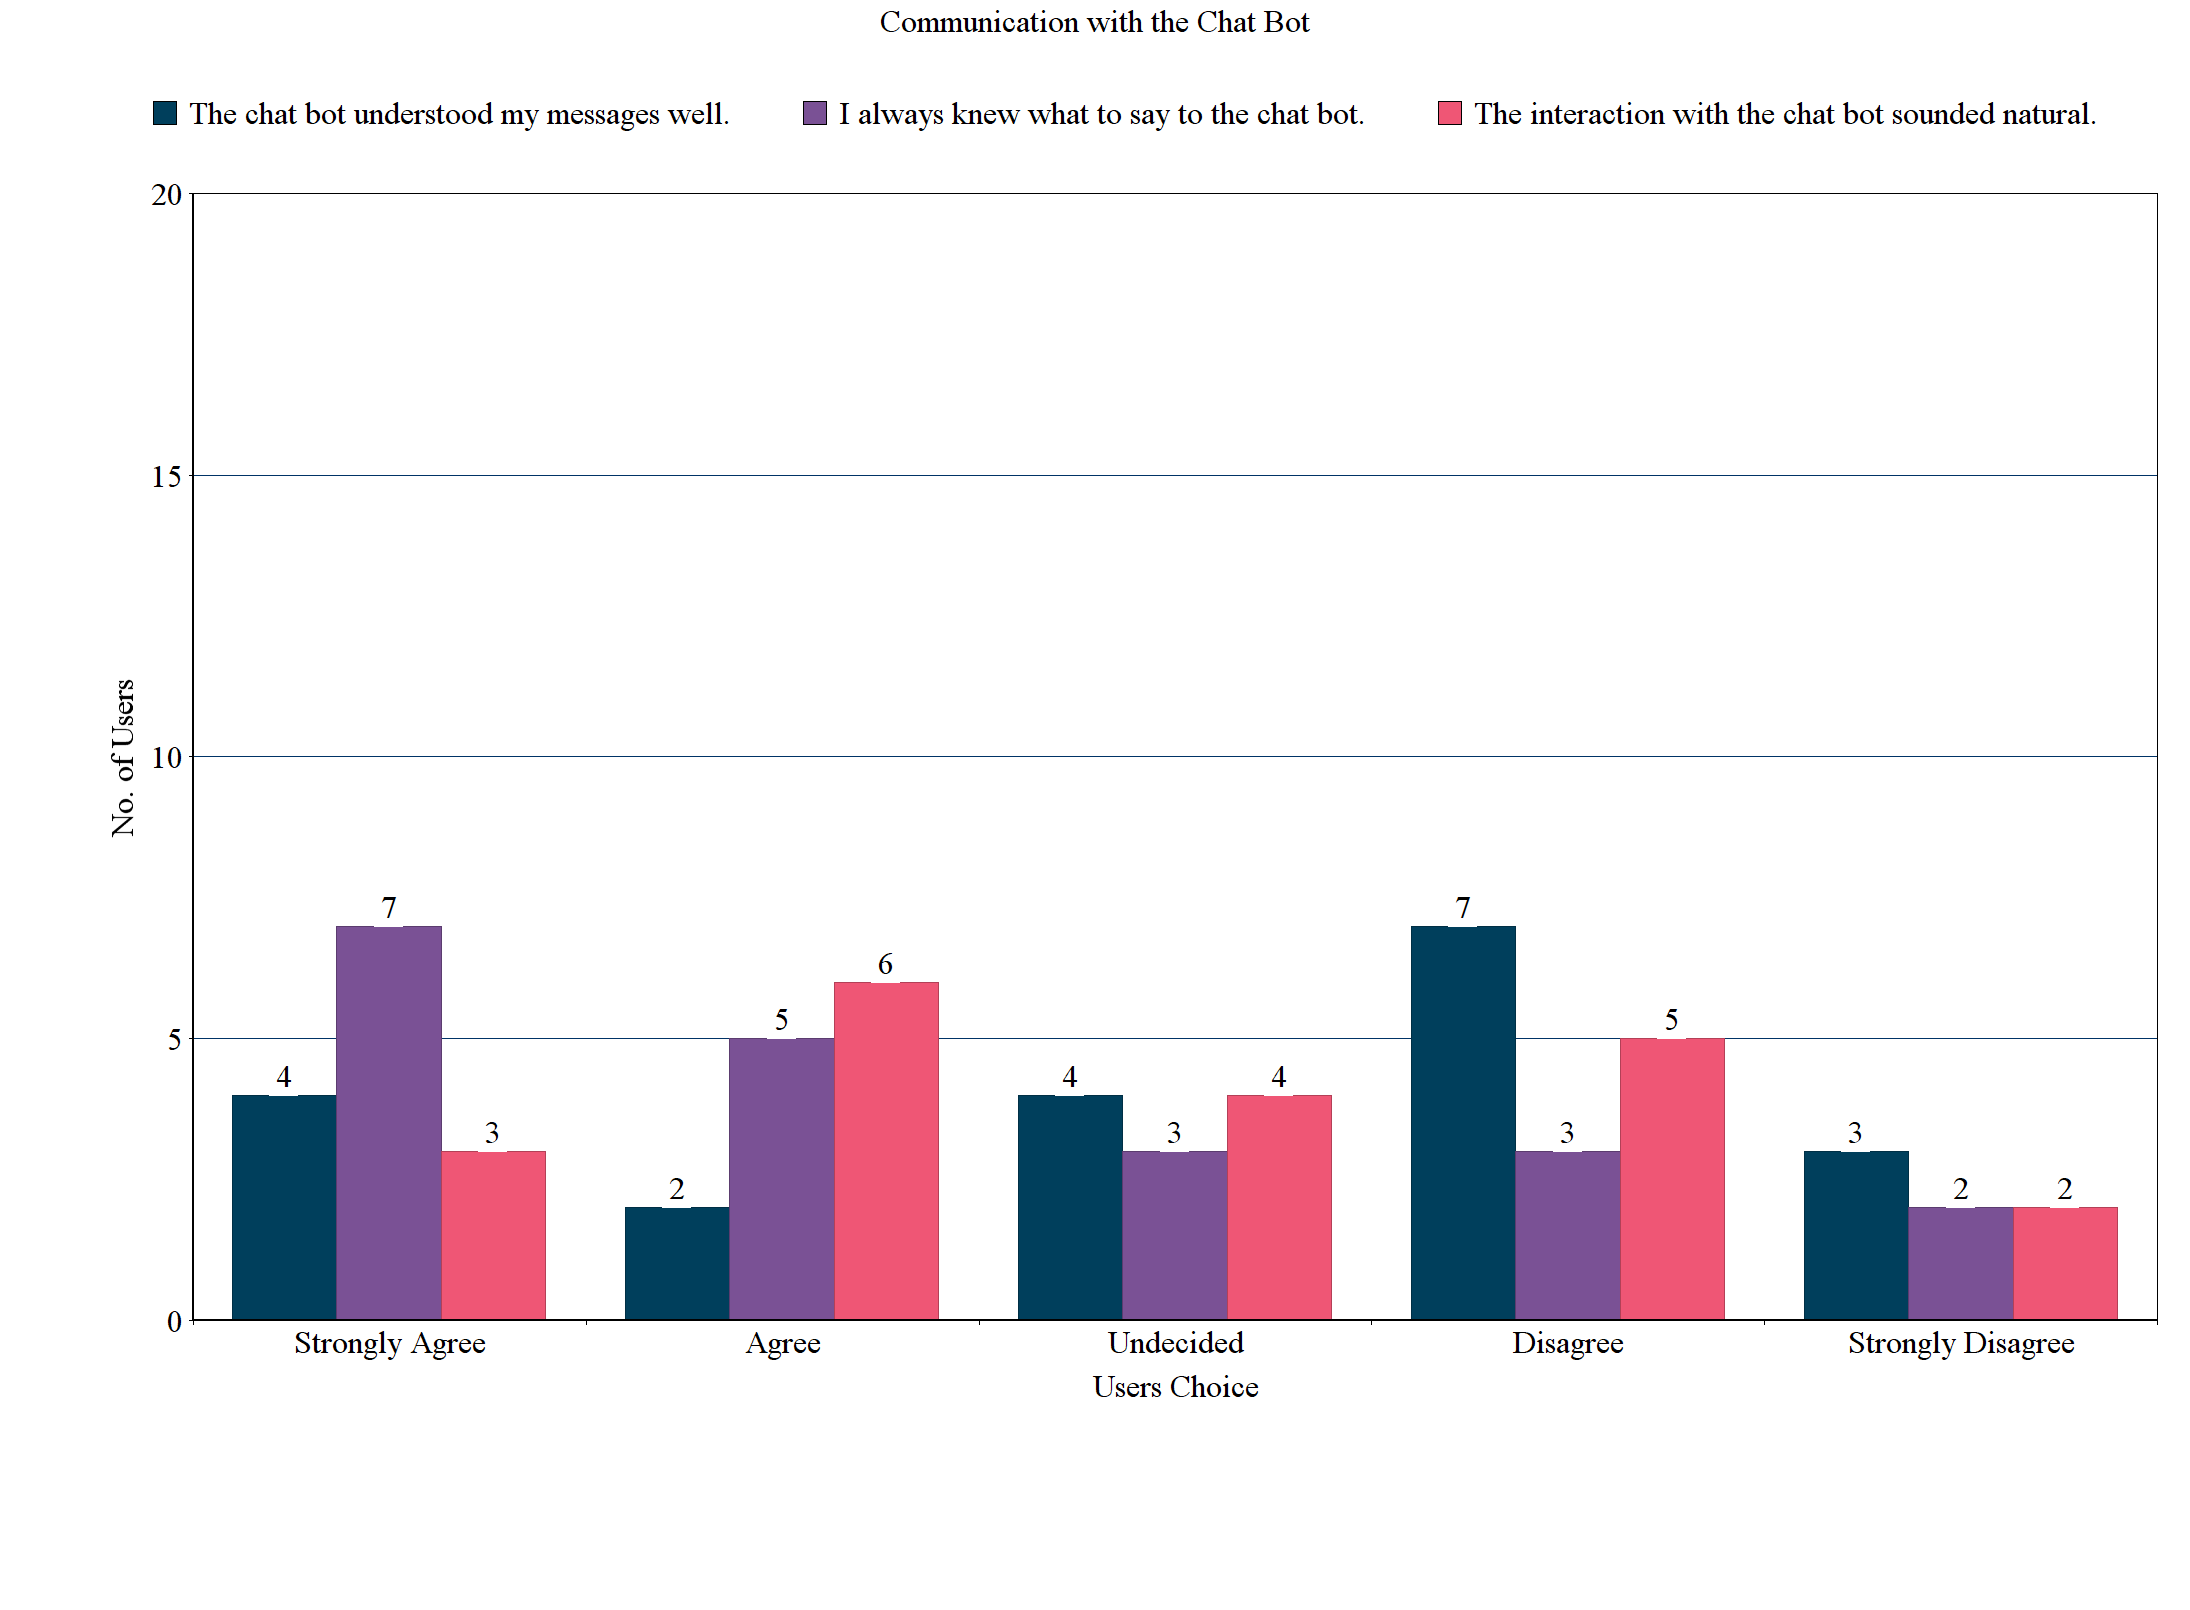 Communication with the Chat Bot
The chat bot understood my messages well. I always knew what to say to the chat bot. The interaction with the chat bot sounded natural.
20
15
10
5
0
No. of Users
4 7 3 2 5 6 4 3 4 7 3 5 3 2 2
Strongly Agree Agree Undecided Disagree Strongly Disagree
Users Choice